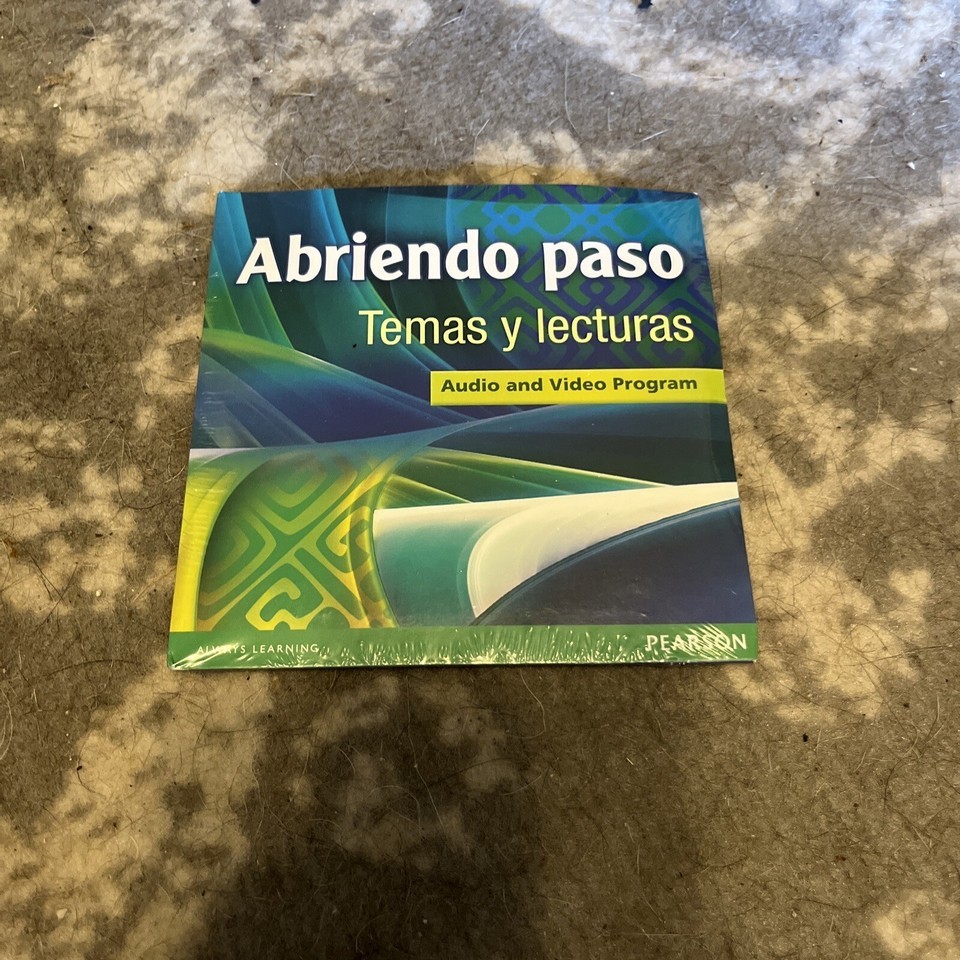 Abriendo paso
Temas y lecturas
Audio and Video Program
ALWAYS LEARNING
PEARSON